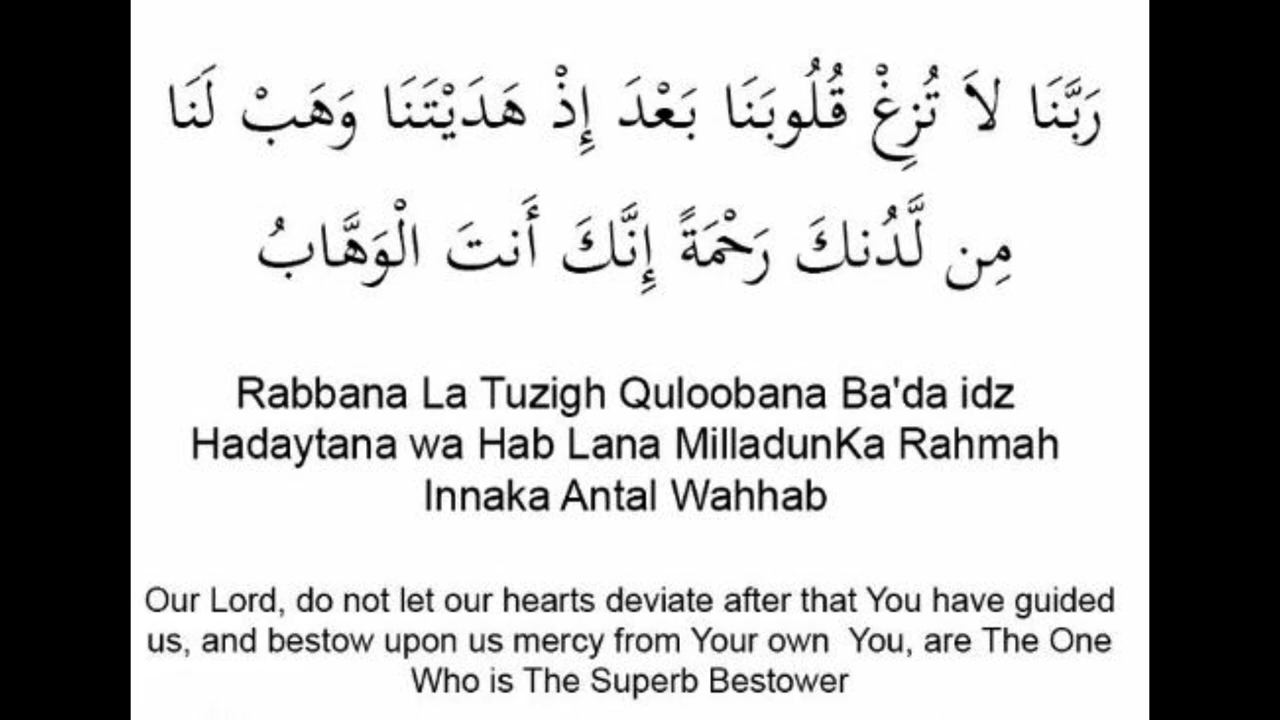 رَبَّنَا لاَ تُزِغْ قُلُوبَنَا بَعْدَ إِذْ هَدَيْتَنَا وَهَبْ لَنَا
مِن لَّدُنكَ رَحْمَةً إِنَّكَ أَنتَ الْوَهَّابُ
Rabbana La Tuzigh Quloobana Ba'da idz
Hadaytana wa Hab Lana MilladunKa Rahmah
Innaka Antal Wahhab
Our Lord, do not let our hearts deviate after that You have guided
us, and bestow upon us mercy from Your own  You, are The One
Who is The Superb Bestower